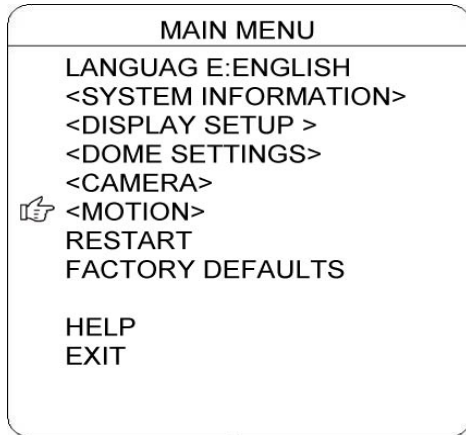 MAIN MENU
LANGUAG E:ENGLISH
<SYSTEM INFORMATION>
<DISPLAY SETUP >
<DOME SETTINGS>
<CAMERA>
<MOTION>
RESTART
FACTORY DEFAULTS
HELP
EXIT